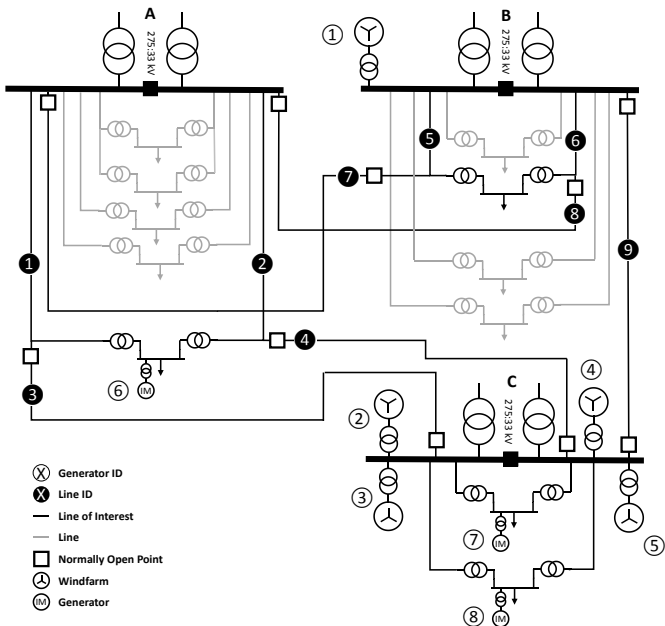 A
B
275:33 kV
275:33 kV
①
5
6
7
8
1
2
9
4
3
⑥
IM
C
②
④
275:33 kV
③
⑤
⑦
IM
⑧
IM
X Generator ID
X Line ID
Line of Interest
Line
Normally Open Point
Windfarm
IM Generator